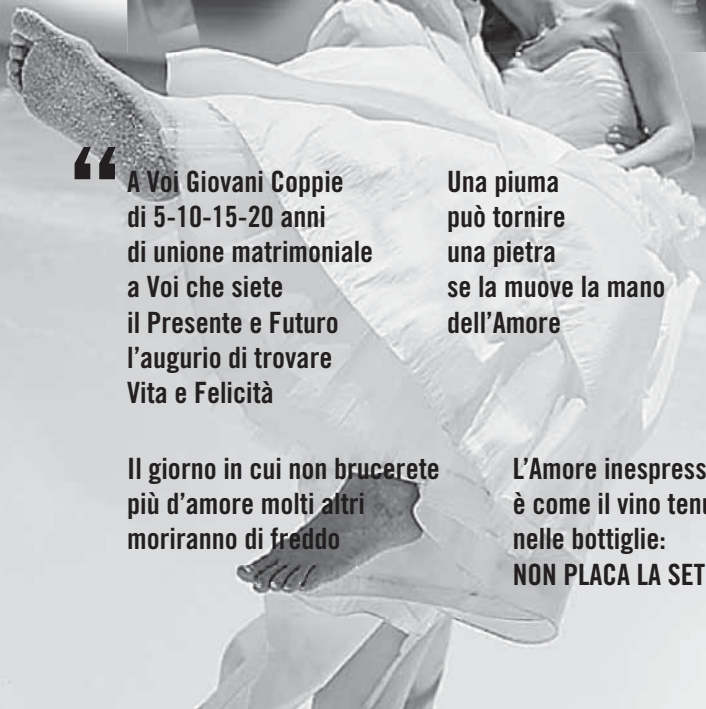 “
A Voi Giovani Coppie
di 5-10-15-20 anni
di unione matrimoniale
a Voi che siete
il Presente e Futuro
l’augurio di trovare
Vita e Felicità
Una piuma
può tornire
una pietra
se la muove la mano
dell’Amore
Il giorno in cui non brucerete
più d’amore molti altri
moriranno di freddo
L’Amore
è come il vino
nelle bottiglie:
NON PLACA LA